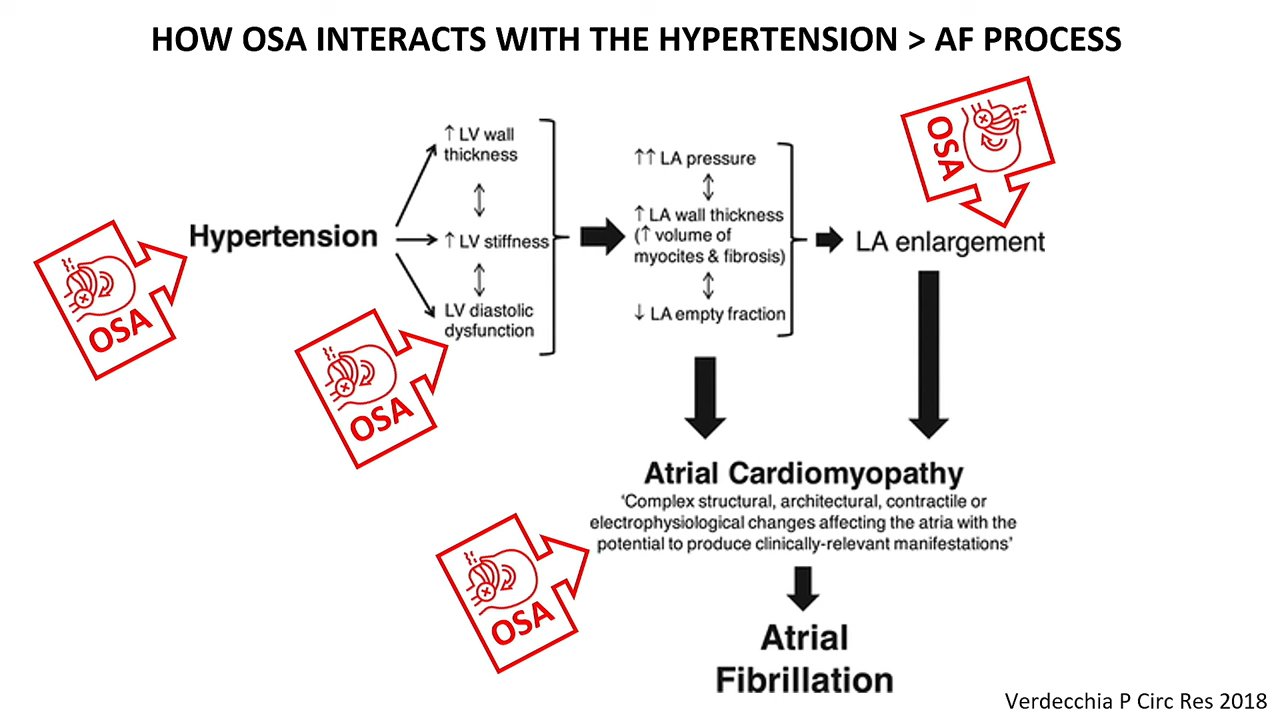 HOW OSA INTERACTS WITH THE HYPERTENSION > AF PROCESS
OSA
Hypertension
↑ LV wall
thickness
↑ LV stiffness
LV diastolic
dysfunction
OSA
↑↑ LA pressure
↑ LA wall thickness
(↑ volume of
myocites & fibrosis)
↓ LA empty fraction
LA enlargement
OSA
Atrial Cardiomyopathy
‘Complex structural, architectural, contractile or
electrophysiological changes affecting the atria with the
potential to produce clinically-relevant manifestations’
OSA
Atrial
Fibrillation
Verdecchia P Circ Res 2018